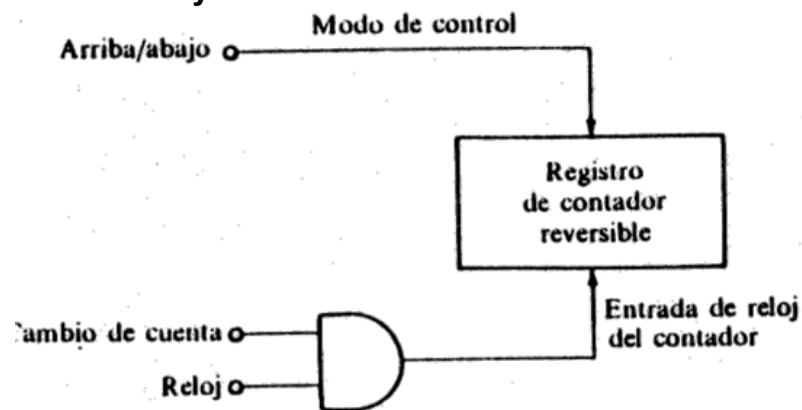 Modo de control
Arriba/abajo
Registro
de contador
reversible
Entrada de reloj
del contador
ambio de cuenta
Reloj